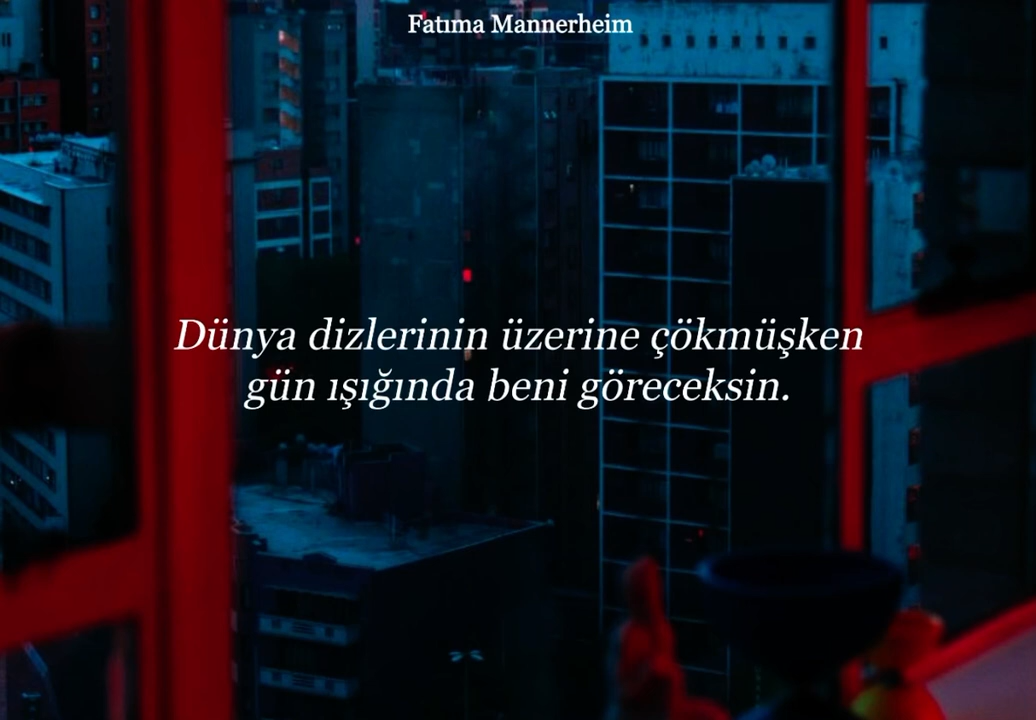 Fatıma Mannerheim
Dünya dizlerinin üzerine çökmüşken
gün ışığında beni göreceksin.